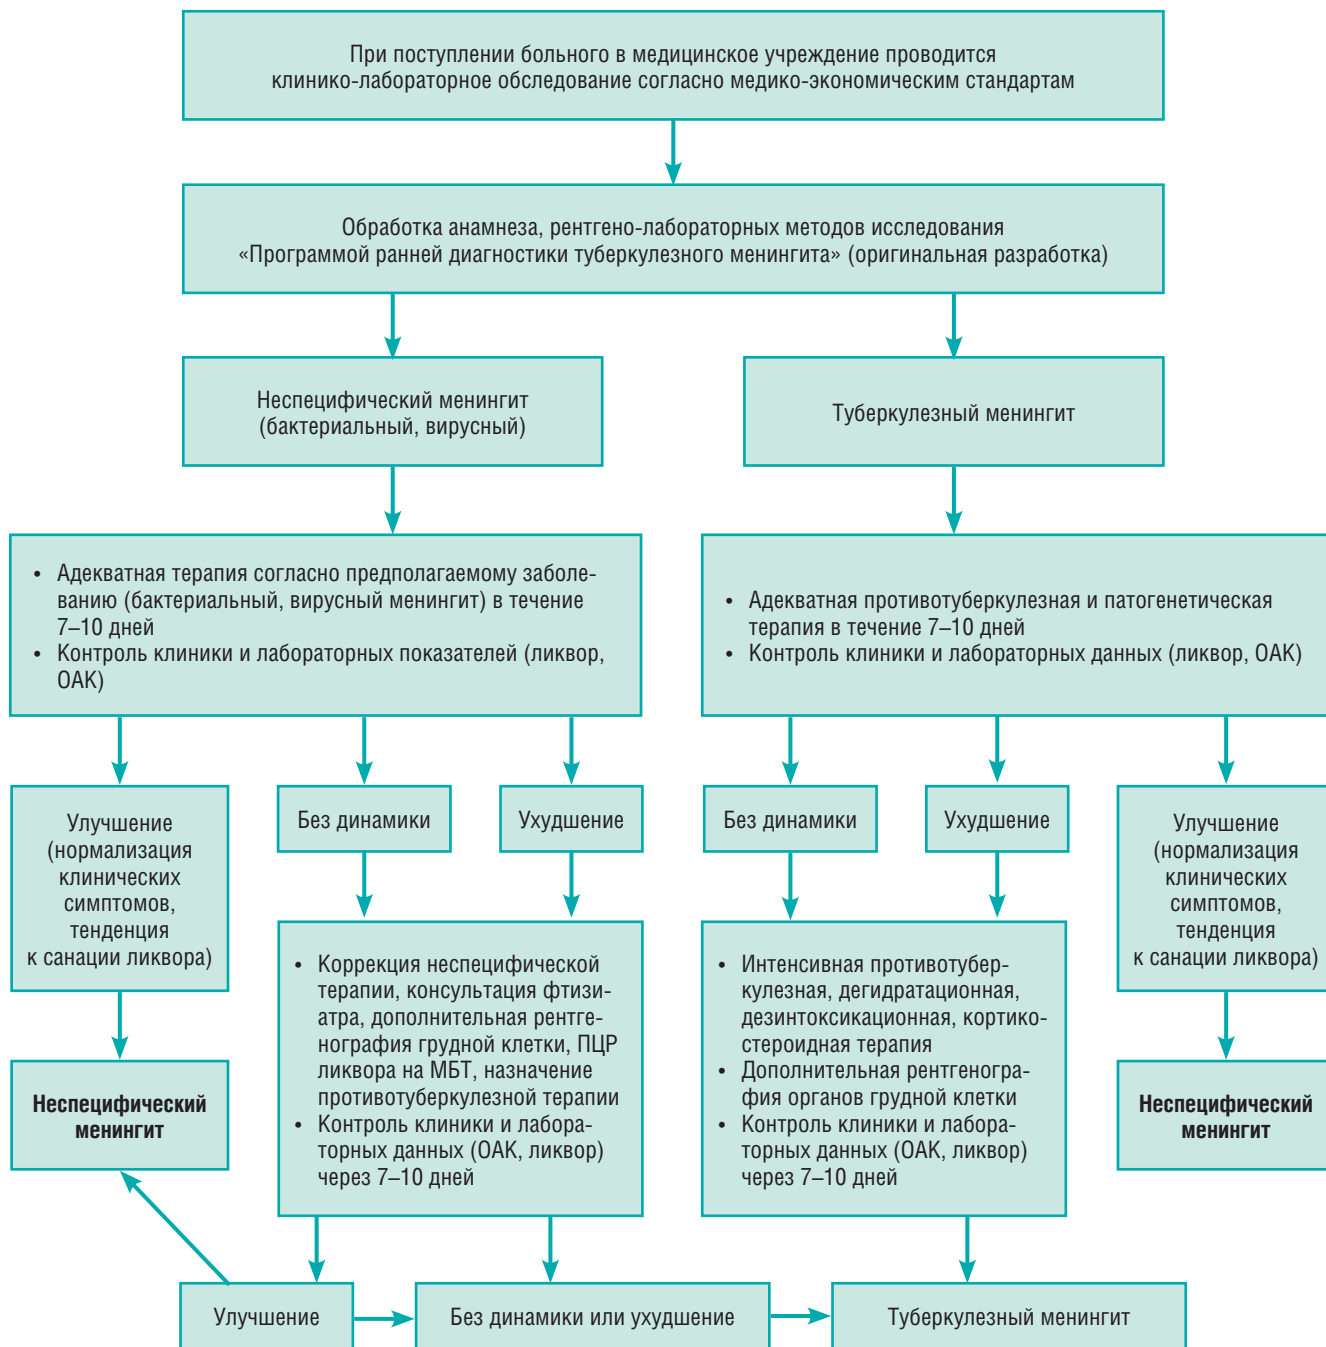 При поступлении больного в медицинское учреждение проводится
клинико-лабораторное обследование согласно медико-экономическим стандартам
Обработка анамнеза, рентгено-лабораторных методов исследования
«Программой ранней диагностики туберкулезного менингита» (оригинальная разработка)
Неспецифический менингит
(бактериальный, вирусный)
Туберкулезный менингит
• Адекватная терапия согласно предполагаемому заболе-
ванию (бактериальный, вирусный менингит) в течение
7–10 дней
• Контроль клиники и лабораторных показателей (ликвор,
ОАК)
• Адекватная противотуберкулезная и патогенетическая
терапия в течение 7–10 дней
• Контроль клиники и лабораторных данных (ликвор, ОАК)
Улучшение
(нормализация
клинических
симптомов,
тенденция
к санации ликвора)
Без динамики
Ухудшение
Без динамики
Ухудшение
Улучшение
(нормализация
клинических
симптомов,
тенденция
к санации ликвора)
• Коррекция неспецифической
терапии, консультация фтизи-
атра, дополнительная рентге-
нография грудной клетки, ПЦР
ликвора на МБТ, назначение
противотуберкулезной терапии
• Контроль клиники и лабора-
торных данных (ОАК, ликвор)
через 7–10 дней
• Интенсивная противотубер-
кулезная, дегидратационная,
дезинтоксикационная, кортико-
стероидная терапия
• Дополнительная рентгеногра-
фия органов грудной клетки
• Контроль клиники и лабора-
торных данных (ОАК, ликвор)
через 7–10 дней
Неспецифический
менингит
Неспецифический
менингит
Улучшение
Без динамики или ухудшение
Туберкулезный менингит